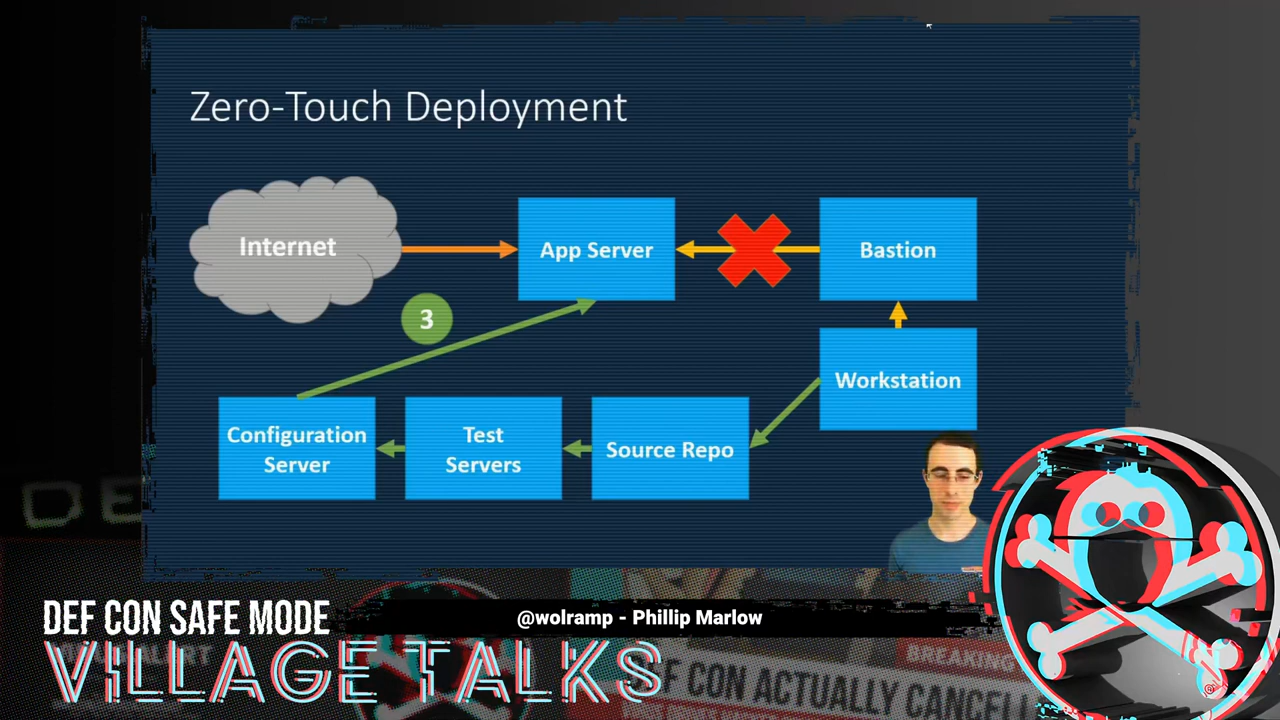 Zero-Touch Deployment
Internet
App Server
Bastion
3
Workstation
Configuration
Server
Test
Servers
Source Repo
DEF CON SAFE MODE
@wolramp - Phillip Marlow
VILLAGE TALKS
BREAKING
DEF CON ACTUALLY CANCELL